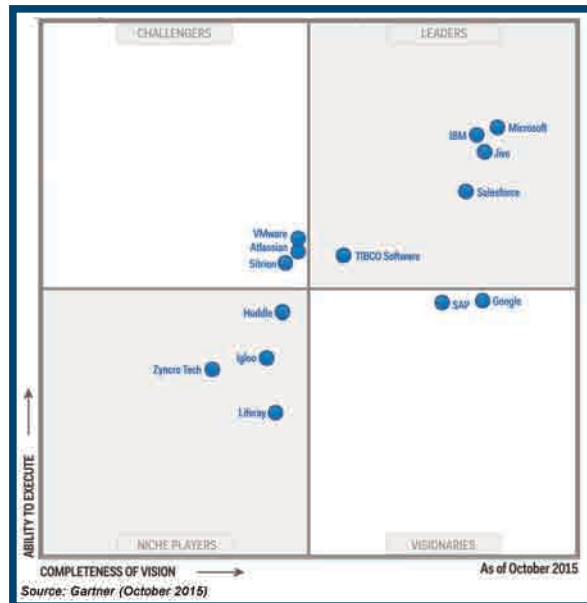 CHALLENGERS
LEADERS
Microsoft
IBM
Jive
Salesforce
VMware
Atlassian
Sitrion
TIBCO Software
SAP
Google
Huddle
Igloo
Zyncro Tech
Liferay
NICHE PLAYERS
VISIONARIES
ABILITY TO EXECUTE
COMPLETENESS OF VISION
As of October 2015
Source: Gartner (October 2015)